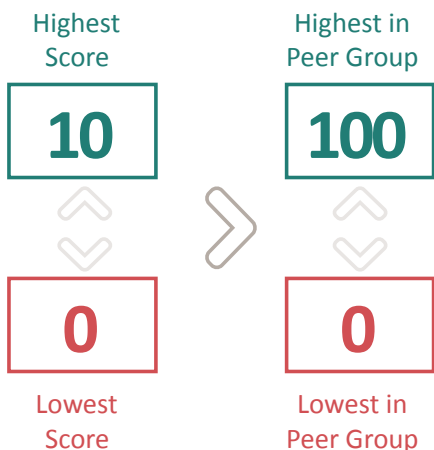 Highest
Score
10
0
Lowest
Score
Highest in
Peer Group
100
0
Lowest in
Peer Group